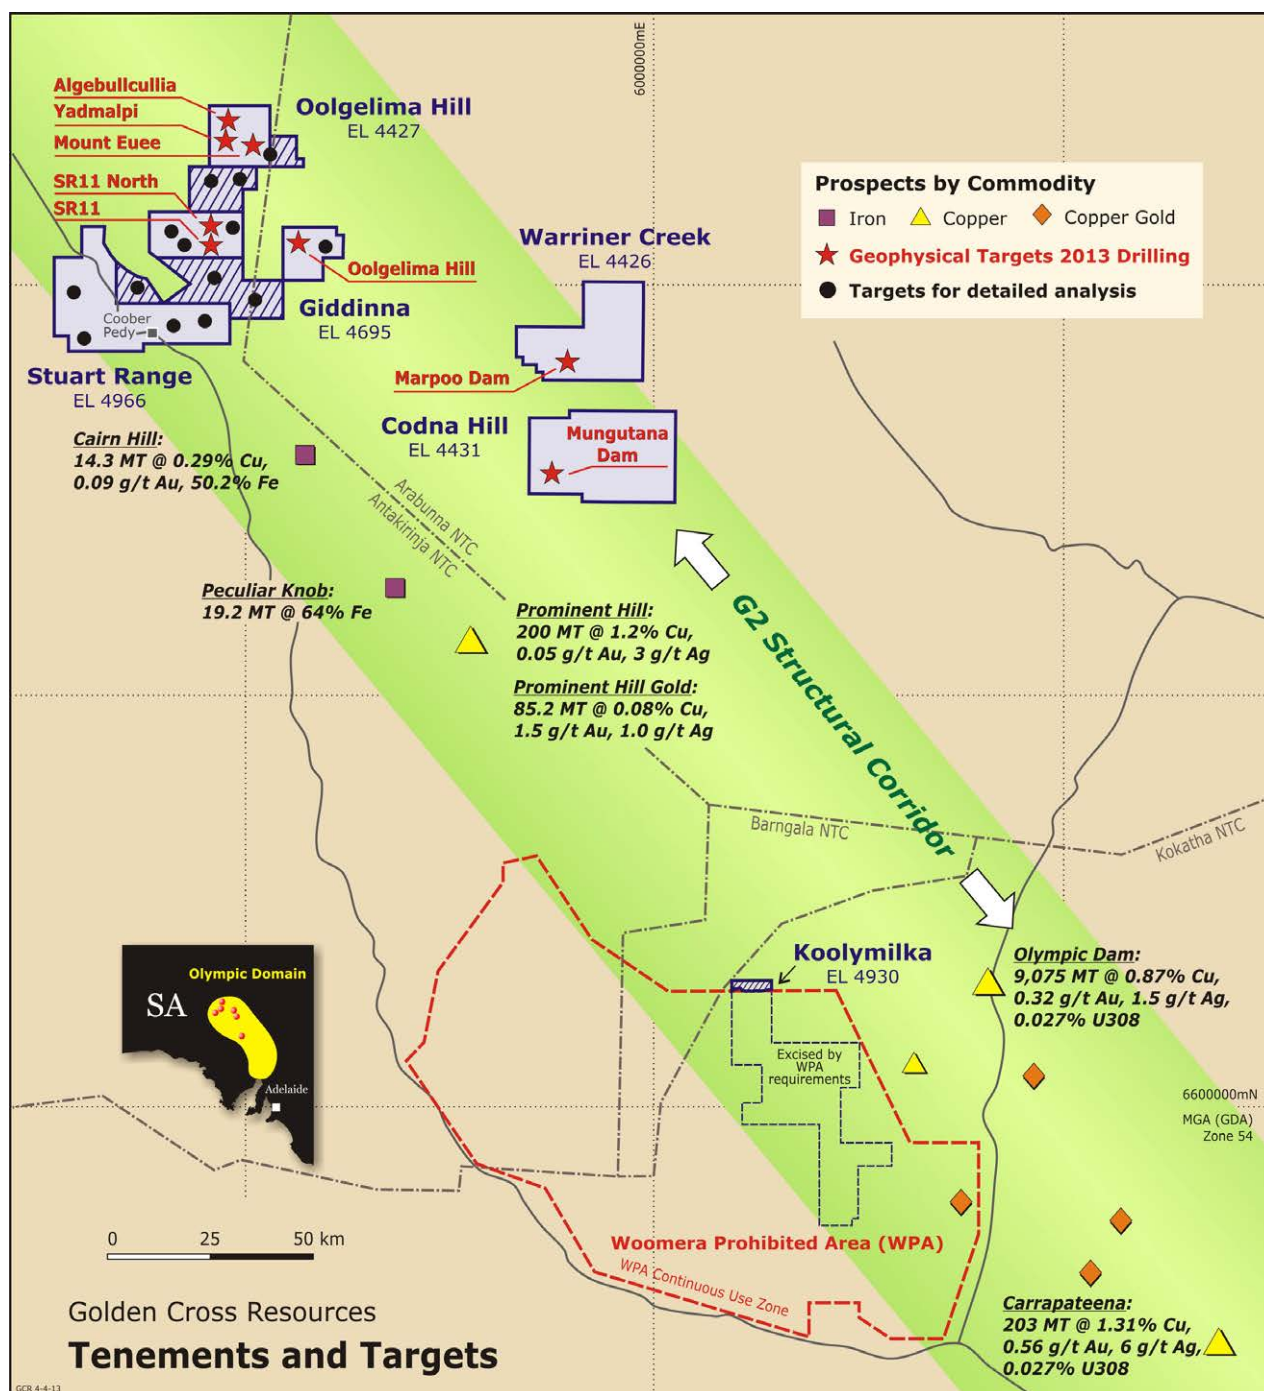 6000000mE
Algebullcullia
Yadmalpi
Mount Euee
SR11 North
SR11
Oolgelima Hill
EL 4427
Prospects by Commodity
Iron
Copper
Copper Gold
Geophysical Targets 2013 Drilling
Targets for detailed analysis
Warriner Creek
EL 4426
Oolgelima Hill
Giddinna
EL 4695
Coober
Pedy
Stuart Range
EL 4966
Marpoo Dam
Codna Hill
EL 4431
Mungutana
Dam
Cairn Hill:
14.3 MT @ 0.29% Cu,
0.09 g/t Au, 50.2% Fe
Arabunna NTC
Antakirinja NTC
Peculiar Knob:
19.2 MT @ 64% Fe
Prominent Hill:
200 MT @ 1.2% Cu,
0.05 g/t Au, 3 g/t Ag
Prominent Hill Gold:
85.2 MT @ 0.08% Cu,
1.5 g/t Au, 1.0 g/t Ag
G2 Structural Corridor
Barngala NTC
Kokatha NTC
Koolymilka
EL 4930
Olympic Dam:
9,075 MT @ 0.87% Cu,
0.32 g/t Au, 1.5 g/t Ag,
0.027% U308
Olympic Domain
SA
Adelaide
Excised by
WPA
requirements
6600000mN
MGA (GDA)
Zone 54
0 25 50 km
Woomera Prohibited Area (WPA)
WPA Continuous Use Zone
Carrapateena:
203 MT @ 1.31% Cu,
0.56 g/t Au, 6 g/t Ag,
0.027% U308
Golden Cross Resources
Tenements and Targets
GCR 4-4-13